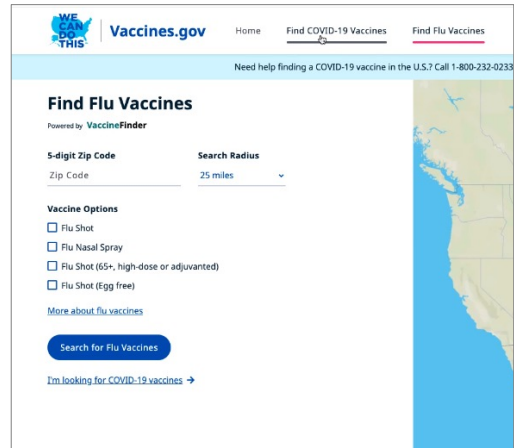 WE
CAN
DO
THIS
Vaccines.gov
Home
Find COVID-19 Vaccines
Find Flu Vaccines
Need help finding a COVID-19 vaccine in the U.S.? Call 1-800-232-0233
Find Flu Vaccines
Powered by VaccineFinder
5-digit Zip Code
Search Radius
Zip Code
25 miles
Vaccine Options
Flu Shot
Flu Nasal Spray
Flu Shot (65+, high-dose or adjuvanted)
Flu Shot (Egg free)
More about flu vaccines
Search for Flu Vaccines
I'm looking for COVID-19 vaccines →